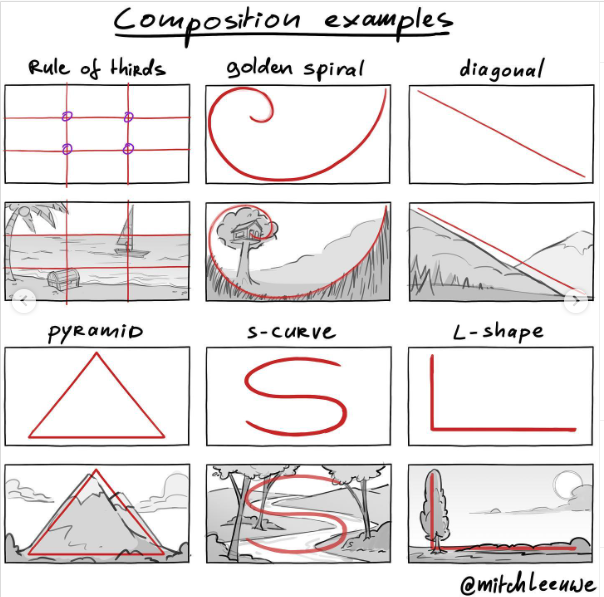 Composition examples
Rule of thirds
golden spiral
diagonal
PYRAMiD
S-CURVE
L-shape
@mitchleeuwe